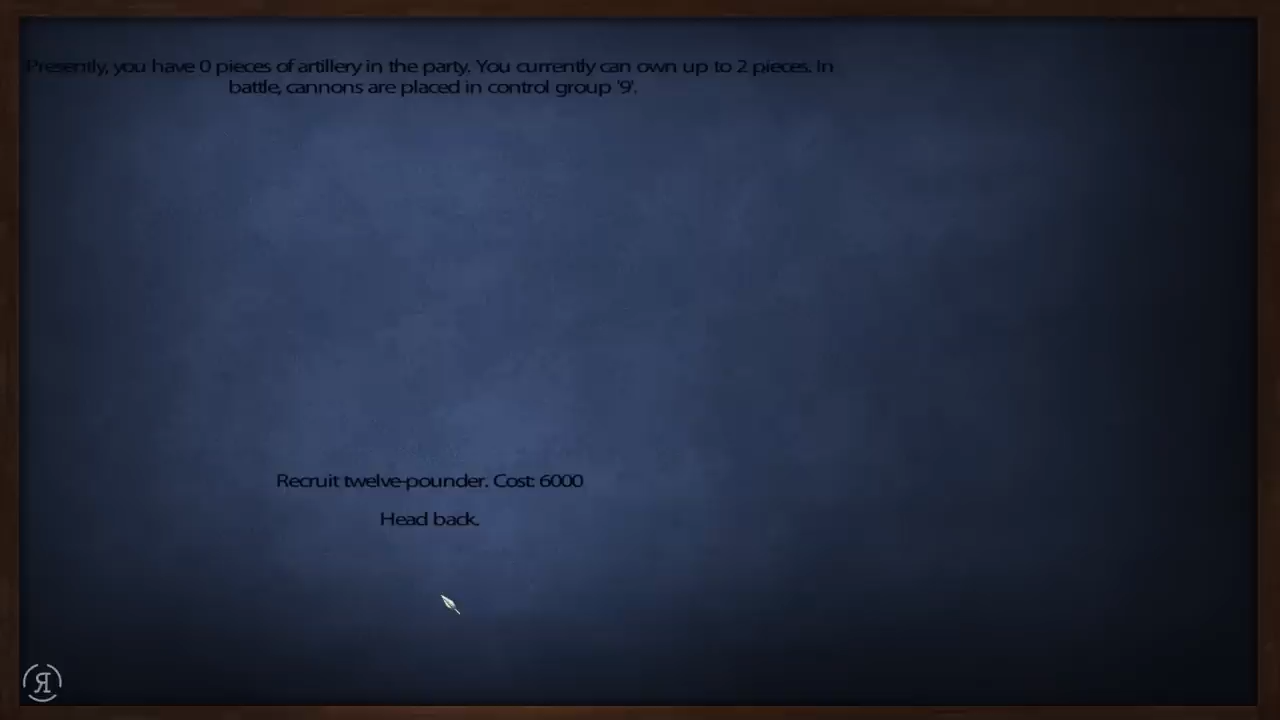 Presently, you have 0 pieces of artillery in the party. You currently can own up to 2 pieces. In
battle, cannons are placed in control group '9'.
Recruit twelve-pounder. Cost: 6000
Head back.
Я